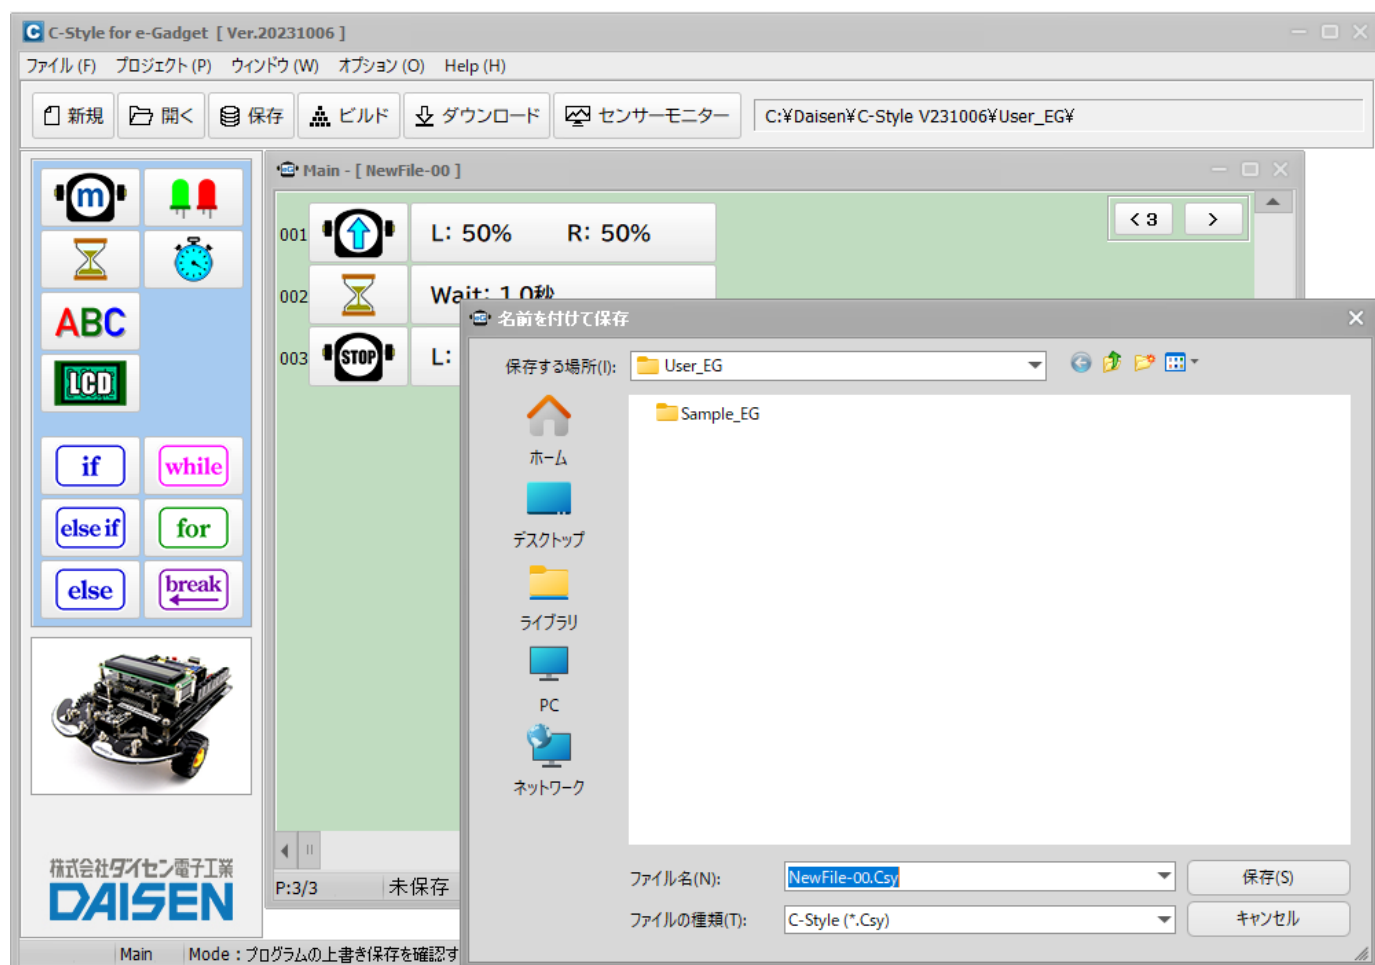 C-Style for e-Gadget [ Ver.20231006 ]
ファイル (F) プロジェクト (P) ウィンドウ (W) オプション (O) Help (H)
新規 開く 保存 ビルド ダウンロード センサーモニター C:¥Daisen¥C-Style V231006¥User_EG¥
m
ABC
LCD
if while
else if for
else break
株式会社ダイセン電子工業
DAISEN
Main - [ NewFile-00 ]
< 3 >
001 L: 50% R: 50%
002 Wait: 1.0秒
003 STOP L:
P:3/3 未保存
Main Mode : プログラムの上書き保存を確認す
名前を付けて保存
保存する場所(I): User_EG
Sample_EG
ホーム
デスクトップ
ライブラリ
PC
ネットワーク
ファイル名(N): NewFile-00.Csy 保存(S)
ファイルの種類(T): C-Style (*.Csy) キャンセル